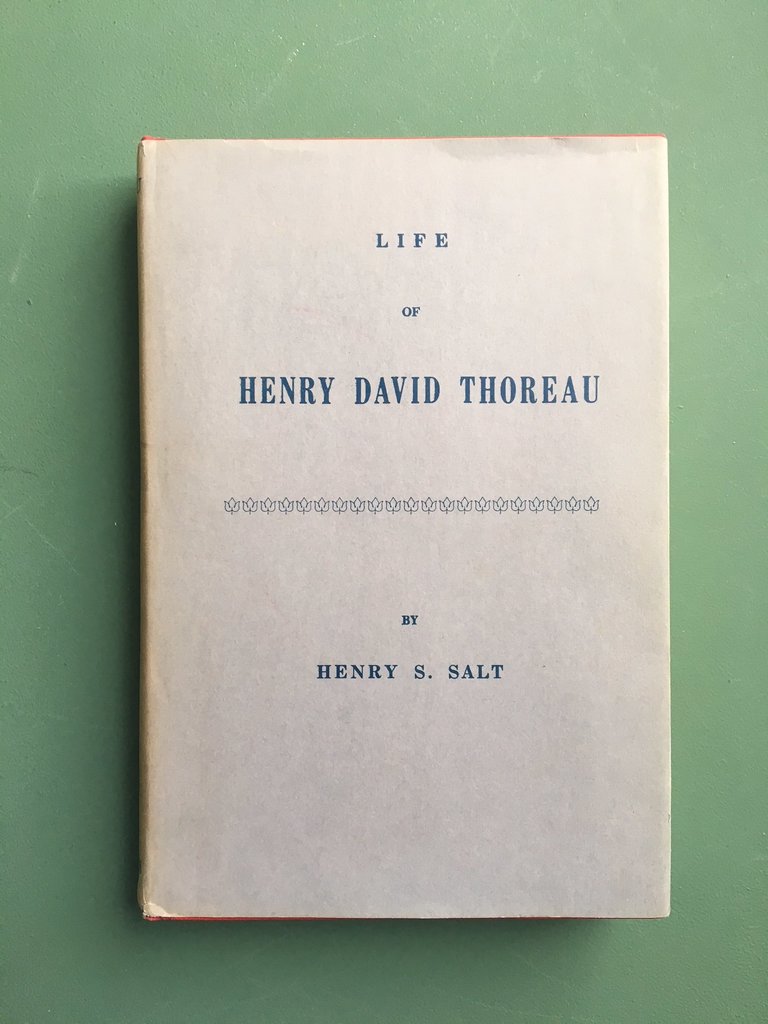 LIFE
OF
HENRY DAVID THOREAU
BY
HENRY S. SALT